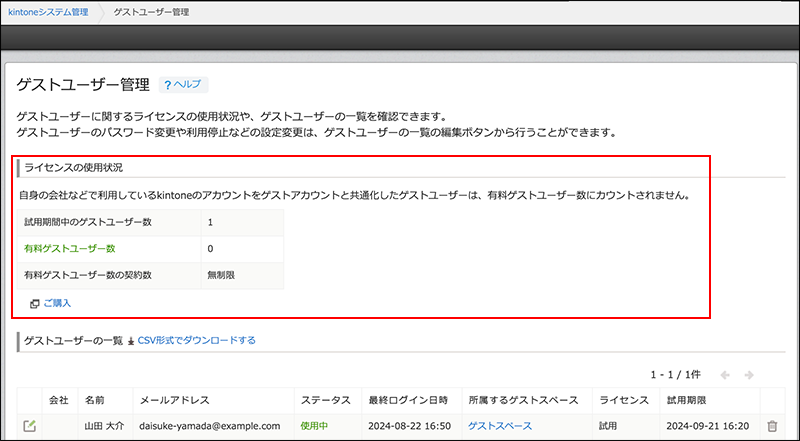 kintoneシステム管理 ゲストユーザー管理
ゲストユーザー管理 ?ヘルプ
ゲストユーザーに関するライセンスの使用状況や、ゲストユーザーの一覧を確認できます。
ゲストユーザーのパスワード変更や利用停止などの設定変更は、ゲストユーザーの一覧の編集ボタンから行うことができます。
ライセンスの使用状況
自身の会社などで利用しているkintoneのアカウントをゲストアカウントと共通化したゲストユーザーは、有料ゲストユーザー数にカウントされません。
試用期間中のゲストユーザー数 1
有料ゲストユーザー数 0
有料ゲストユーザー数の契約数 無制限
ご購入
ゲストユーザーの一覧 CSV形式でダウンロードする
1 - 1 / 1件
会社 名前 メールアドレス ステータス 最終ログイン日時 所属するゲストスペース ライセンス 試用期限
山田 大介 daisuke-yamada@example.com 使用中 2024-08-22 16:50 ゲストスペース 試用 2024-09-21 16:20